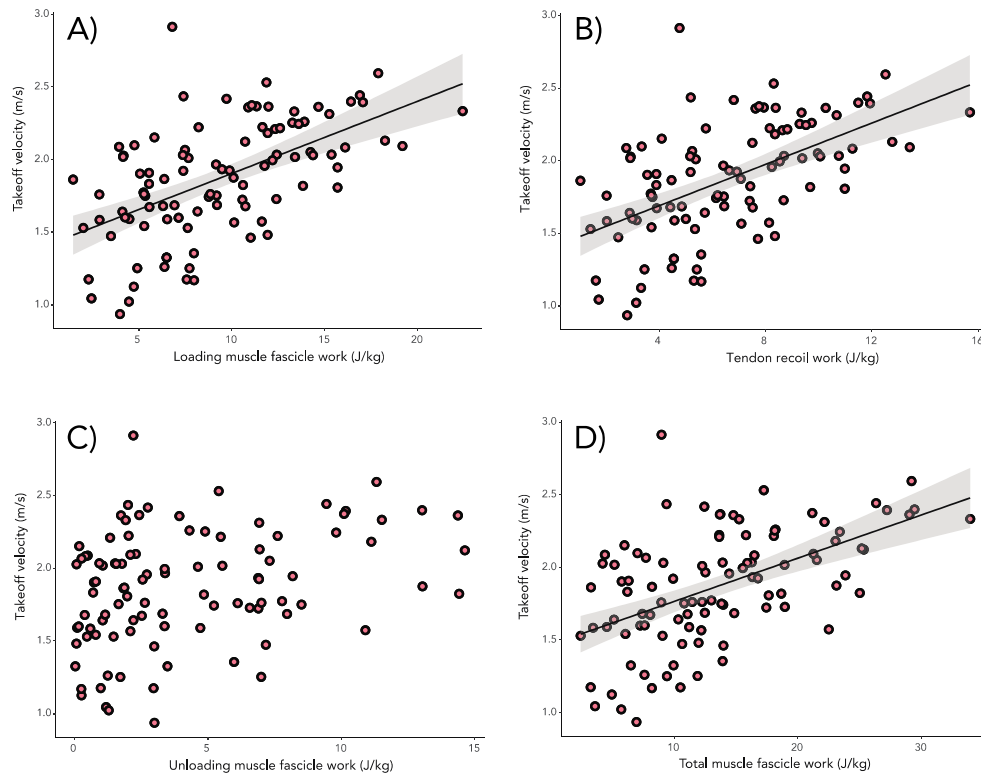 A)
Takeoff velocity (m/s)
3.0
2.5
2.0
1.5
1.0
5 10 15 20
Loading muscle fascicle work (J/kg)
B)
Takeoff velocity (m/s)
3.0
2.5
2.0
1.5
1.0
4 8 12 16
Tendon recoil work (J/kg)
C)
Takeoff velocity (m/s)
3.0
2.5
2.0
1.5
1.0
0 5 10 15
Unloading muscle fascicle work (J/kg)
D)
Takeoff velocity (m/s)
3.0
2.5
2.0
1.5
1.0
10 20 30
Total muscle fascicle work (J/kg)